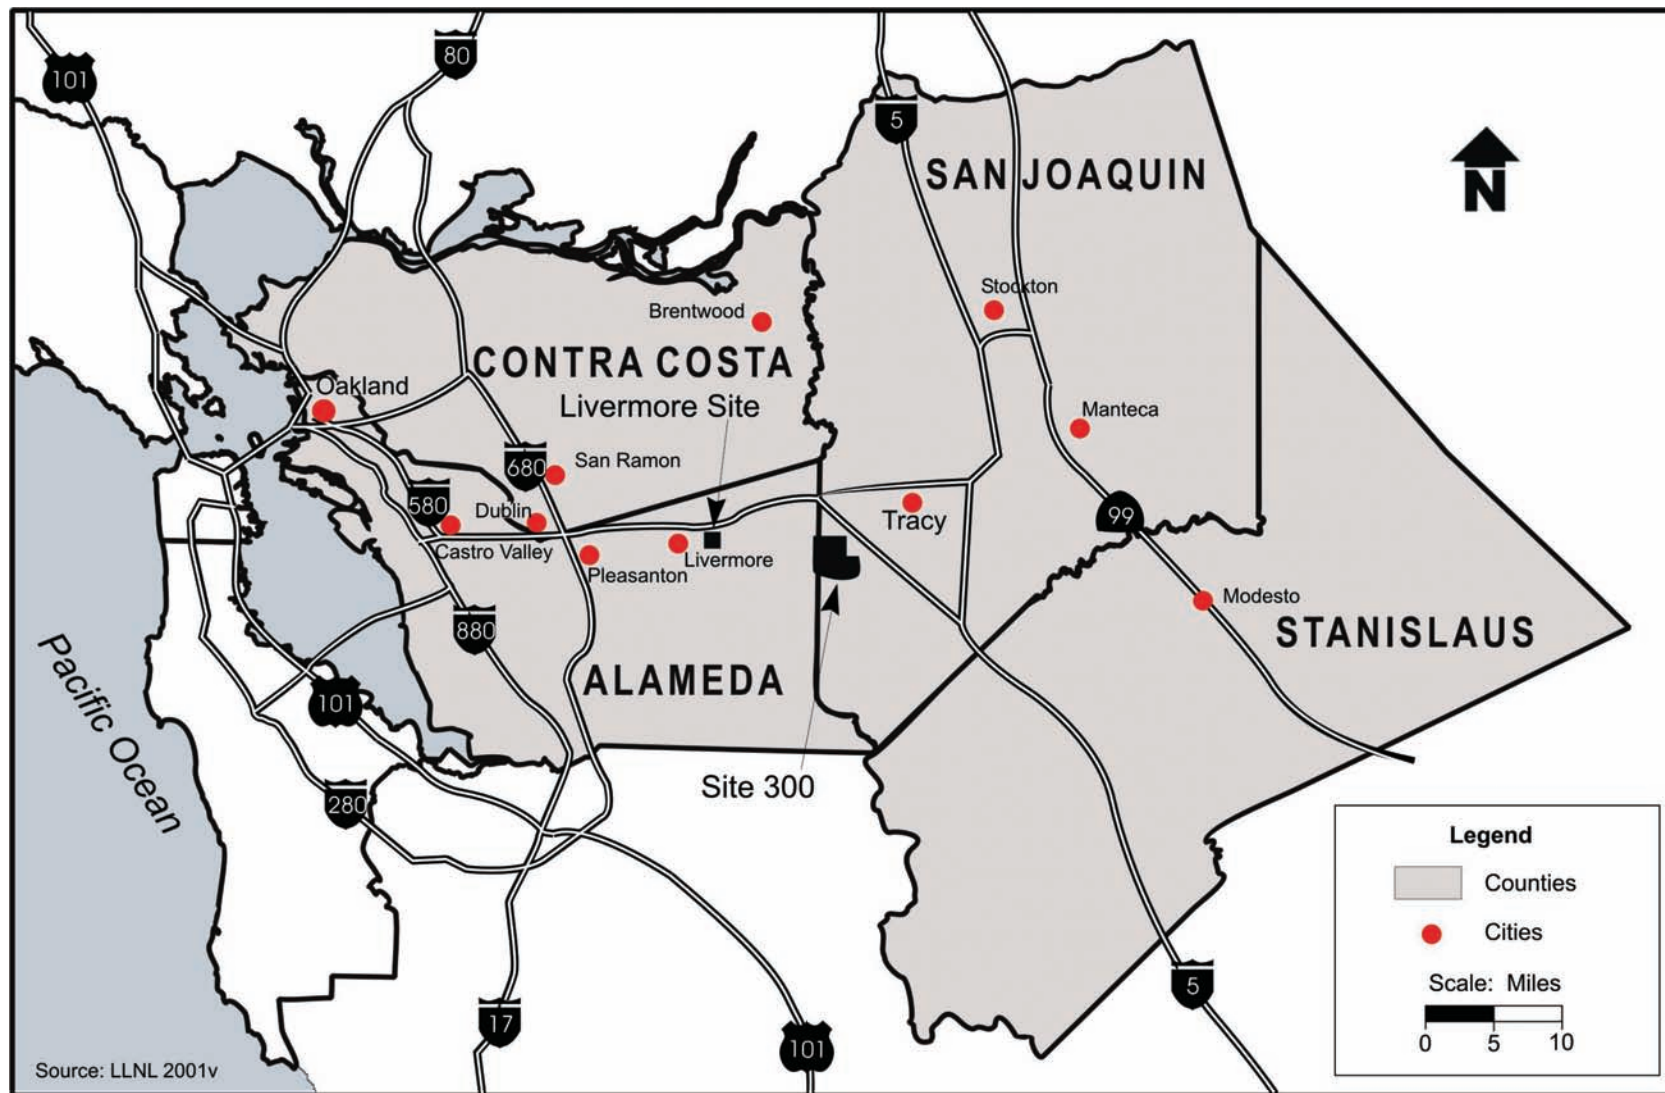 80
101
5
SAN JOAQUIN
N
Stockton
Brentwood
CONTRA COSTA
Oakland
Livermore Site
Manteca
680
San Ramon
580
Dublin
Tracy
99
Castro Valley
Livermore
Pleasanton
Modesto
880
STANISLAUS
ALAMEDA
Pacific Ocean
101
Site 300
280
Legend
Counties
Cities
Scale: Miles
0 5 10
5
17
101
Source: LLNL 2001v